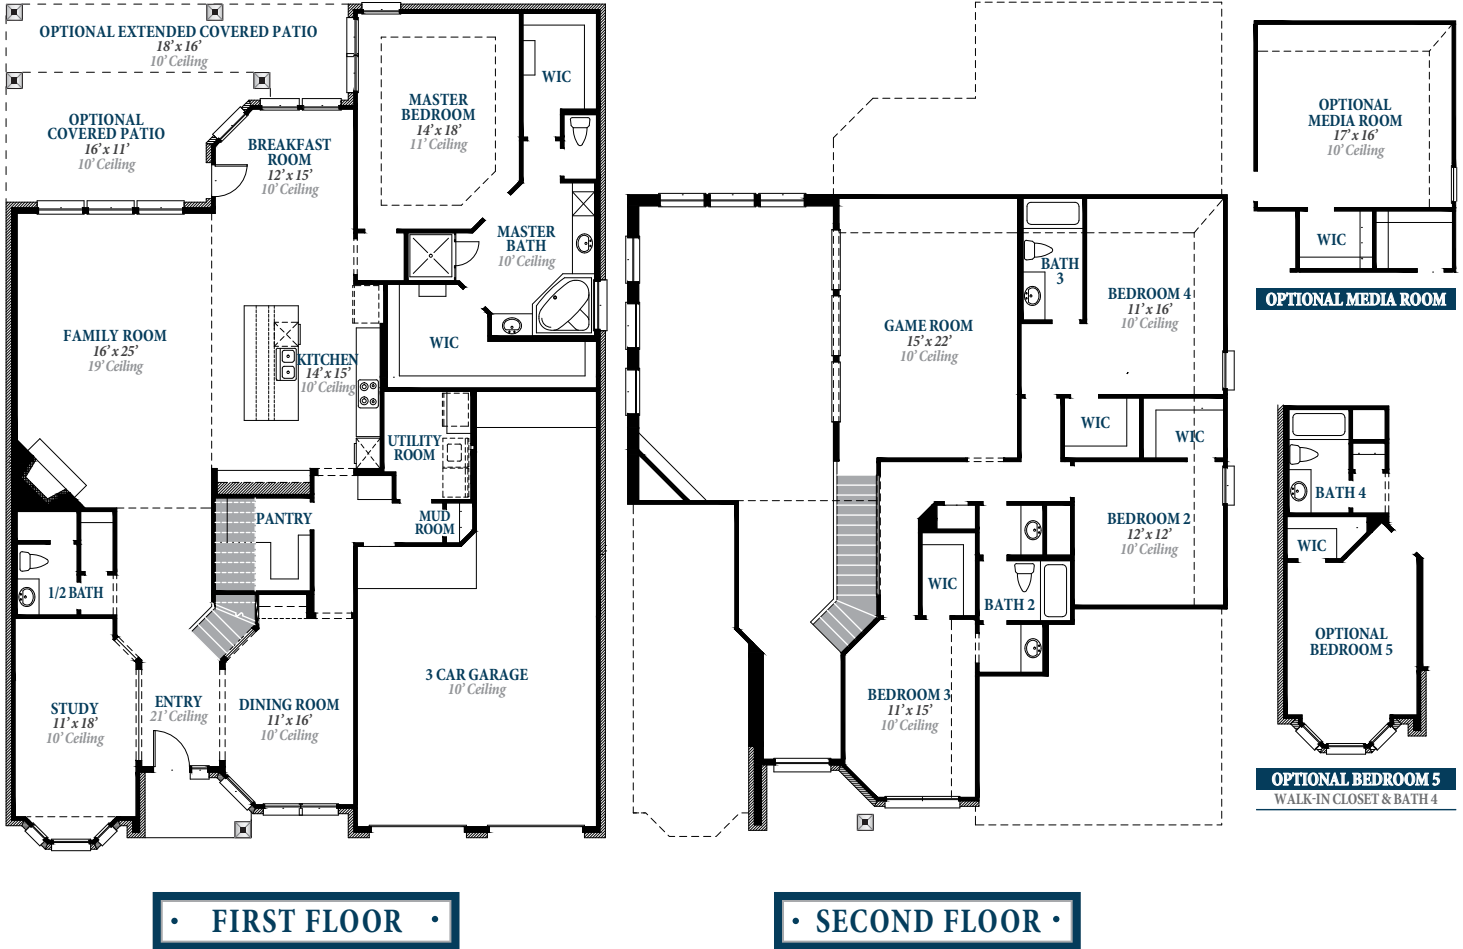 OPTIONAL EXTENDED COVERED PATIO
18' x 16'
10' Ceiling
OPTIONAL
COVERED PATIO
16' x 11'
10' Ceiling
BREAKFAST
ROOM
12' x 15'
10' Ceiling
MASTER
BEDROOM
14' x 18'
11' Ceiling
WIC
MASTER
BATH
10' Ceiling
FAMILY ROOM
16' x 25'
19' Ceiling
KITCHEN
14' x 15'
10' Ceiling
WIC
UTILITY
ROOM
PANTRY
MUD
ROOM
1/2 BATH
STUDY
11' x 18'
10' Ceiling
ENTRY
21' Ceiling
DINING ROOM
11' x 16'
10' Ceiling
3 CAR GARAGE
10' Ceiling
• FIRST FLOOR •
GAME ROOM
15' x 22'
10' Ceiling
BATH
3
BEDROOM 4
11' x 16'
10' Ceiling
WIC
WIC
BEDROOM 2
12' x 12'
10' Ceiling
WIC
BATH 2
BEDROOM 3
11' x 15'
10' Ceiling
• SECOND FLOOR •
OPTIONAL
MEDIA ROOM
17' x 16'
10' Ceiling
WIC
OPTIONAL MEDIA ROOM
BATH 4
WIC
OPTIONAL
BEDROOM 5
OPTIONAL BEDROOM 5
WALK-IN CLOSET & BATH 4